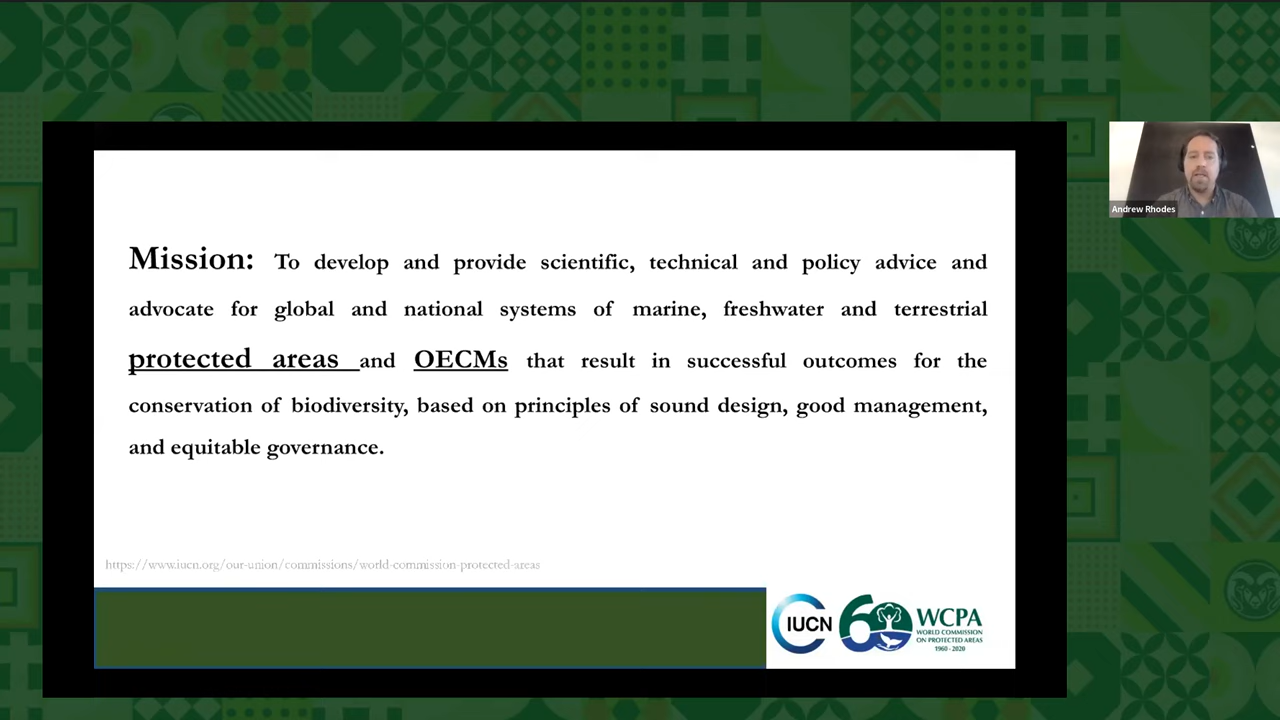 Mission: To develop and provide scientific, technical and policy advice and
advocate for global and national systems of marine, freshwater and terrestrial
protected areas and OECMs that result in successful outcomes for the
conservation of biodiversity, based on principles of sound design, good management,
and equitable governance.
https://www.iucn.org/our-union/commissions/world-commission-protected-areas
IUCN
60
WCPA
WORLD COMMISSION
ON PROTECTED AREAS
1960 - 2020
Andrew Rhodes